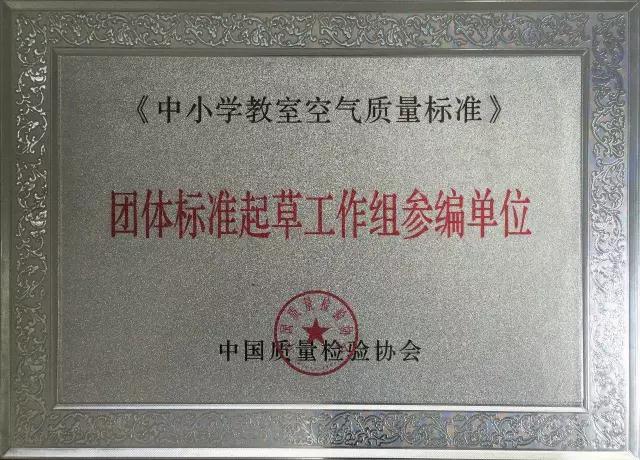 《中小学教室空气质量标准》
团体标准起草工作组参编单位
中国质量检验协会